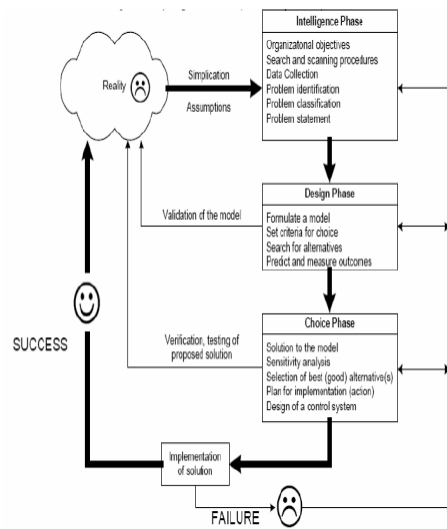 Intelligence Phase
Organizatonal objectives
Search and scanning procedures
Data Collection
Problem identification
Problem classification
Problem statement
Reality
Simplication
Assumptions
Design Phase
Formulate a model
Set criteria for choice
Search for alternatives
Predict and measure outcomes
Validation of the model
Choice Phase
Solution to the model
Sensitivity analysis
Selection of best (good) alternative(s)
Plan for implementation (action)
Design of a control system
Verification, testing of
proposed solution
SUCCESS
Implementation
of solution
FAILURE